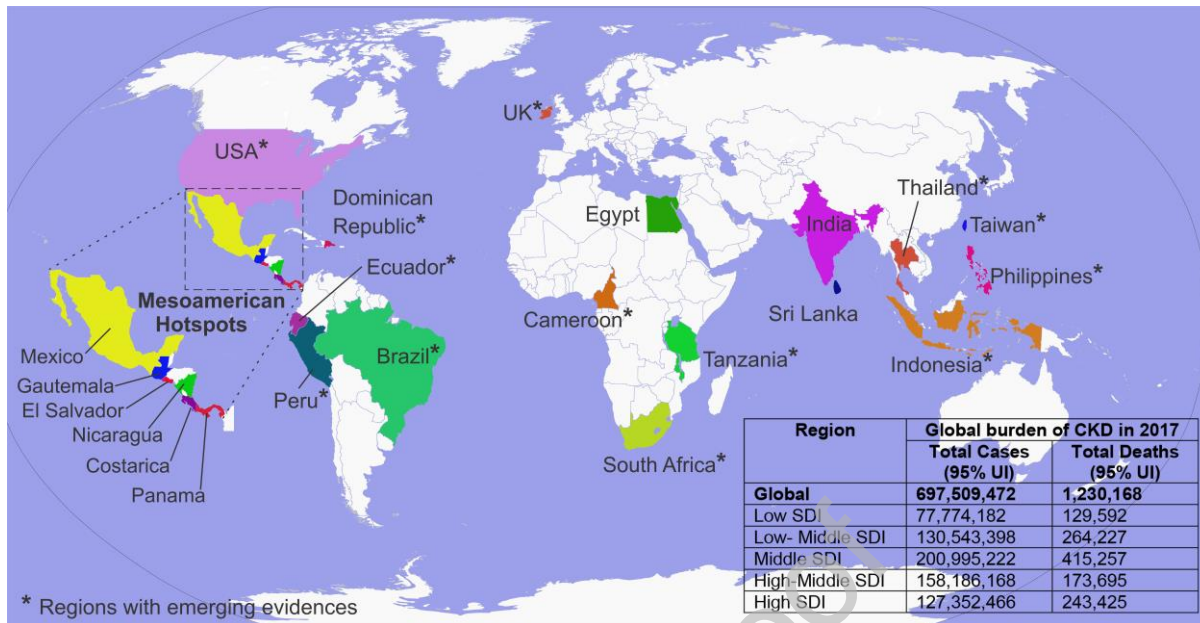 USA*
UK*
Dominican
Republic*
Ecuador*
Mesoamerican
Hotspots
Mexico
Gautemala
El Salvador
Nicaragua
Costarica
Panama
Peru*
Brazil*
Egypt
Cameroon*
Tanzania*
South Africa*
India
Sri Lanka
Thailand*
Taiwan*
Philippines*
Indonesia*
Region Global burden of CKD in 2017
Total Cases Total Deaths
(95% UI) (95% UI)
Global 697,509,472 1,230,168
Low SDI 77,774,182 129,592
Low- Middle SDI 130,543,398 264,227
Middle SDI 200,995,222 415,257
High-Middle SDI 158,186,168 173,695
High SDI 127,352,466 243,425
* Regions with emerging evidences